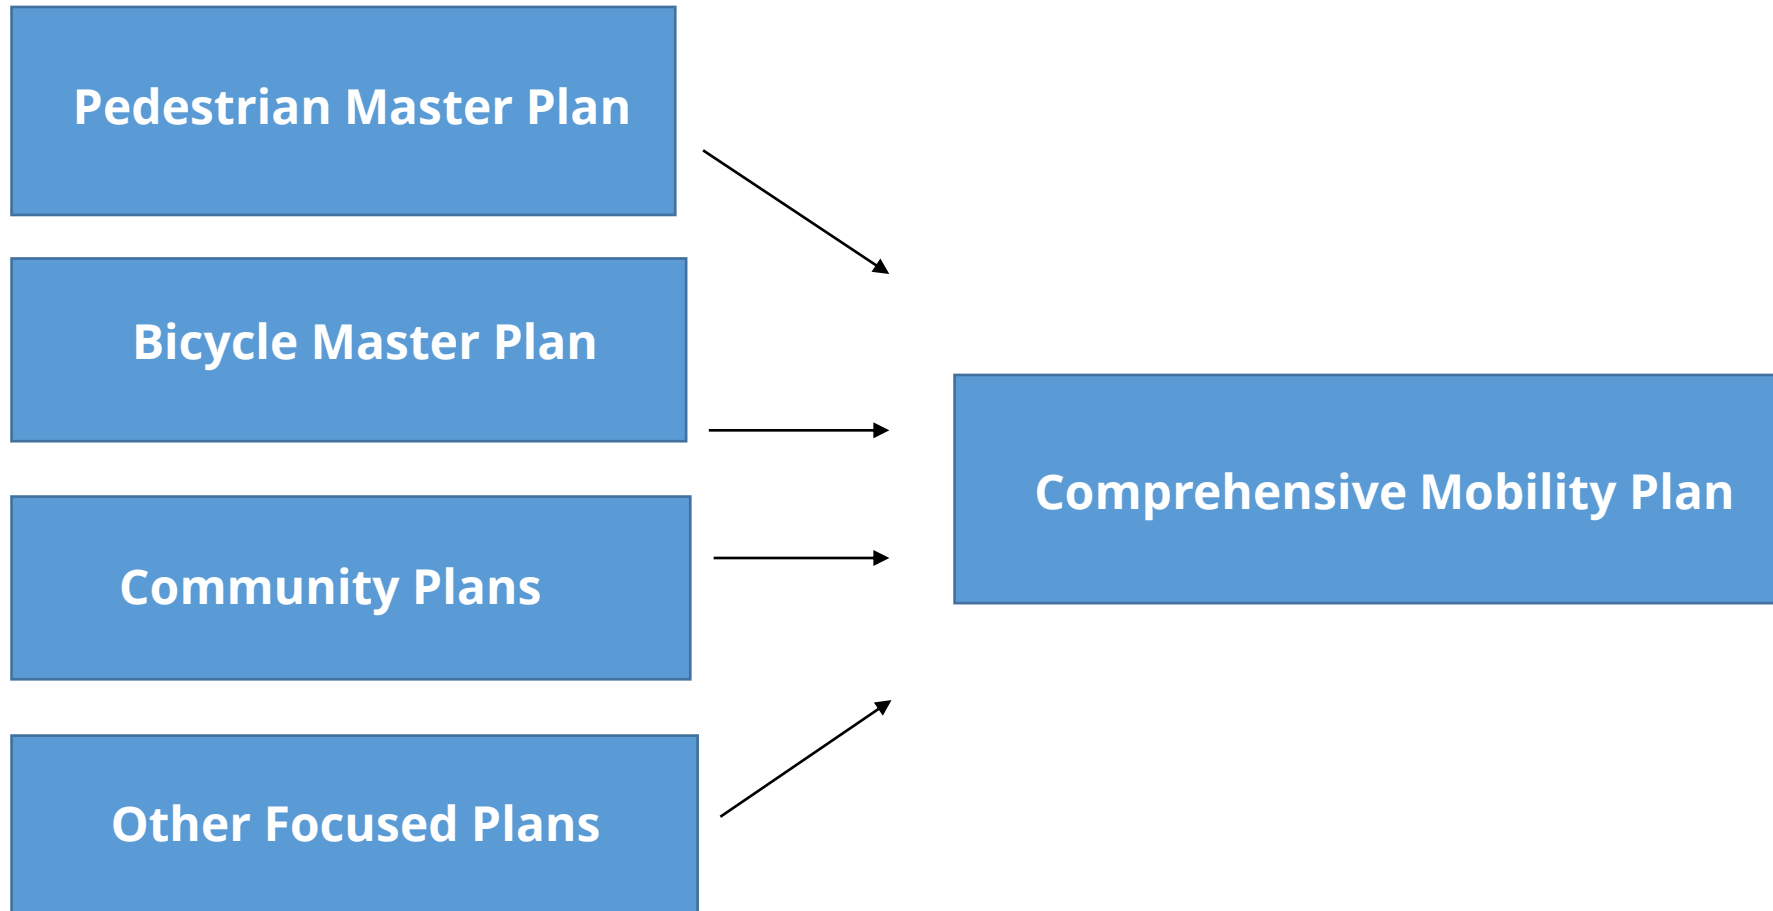 Pedestrian Master Plan
Bicycle Master Plan
Comprehensive Mobility Plan
Community Plans
Other Focused Plans